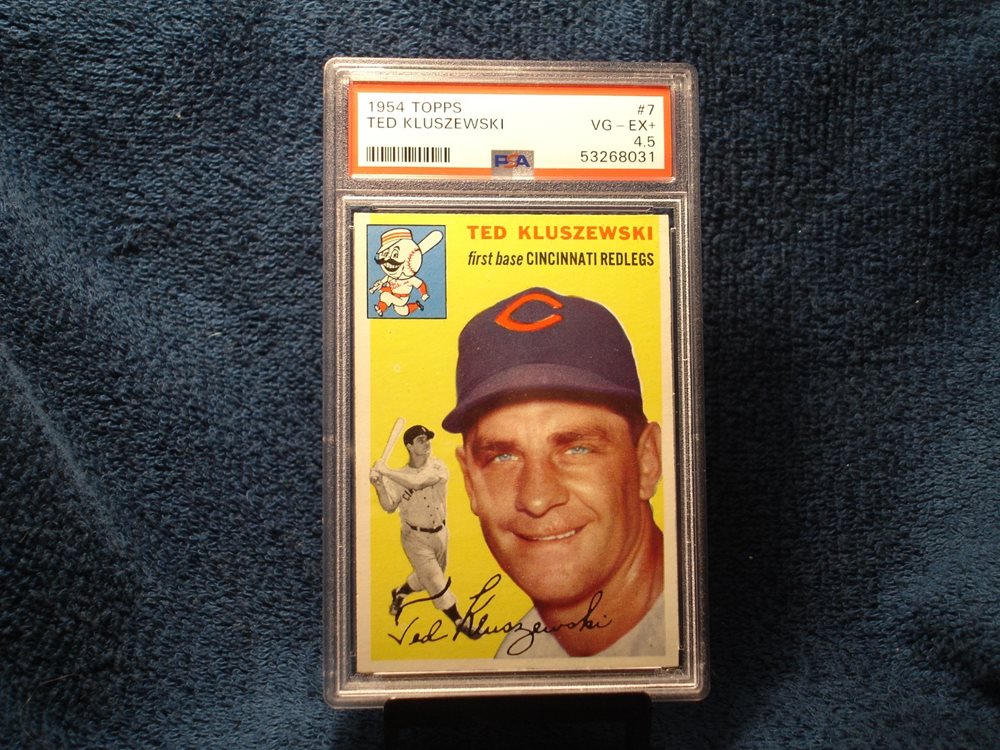 1954 TOPPS #7
TED KLUSZEWSKI VG – EX+
4.5
PSA 53268031
TED KLUSZEWSKI
first base CINCINNATI REDLEGS
C
Ted Kluszewski